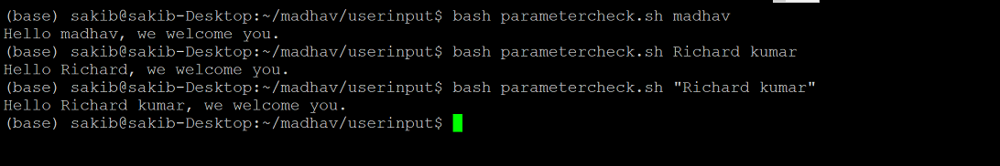 (base) sakib@sakib-Desktop:~/madhav/userinput$ bash parametercheck.sh madhav
Hello madhav, we welcome you.
(base) sakib@sakib-Desktop:~/madhav/userinput$ bash parametercheck.sh Richard kumar
Hello Richard, we welcome you.
(base) sakib@sakib-Desktop:~/madhav/userinput$ bash parametercheck.sh "Richard kumar"
Hello Richard kumar, we welcome you.
(base) sakib@sakib-Desktop:~/madhav/userinput$